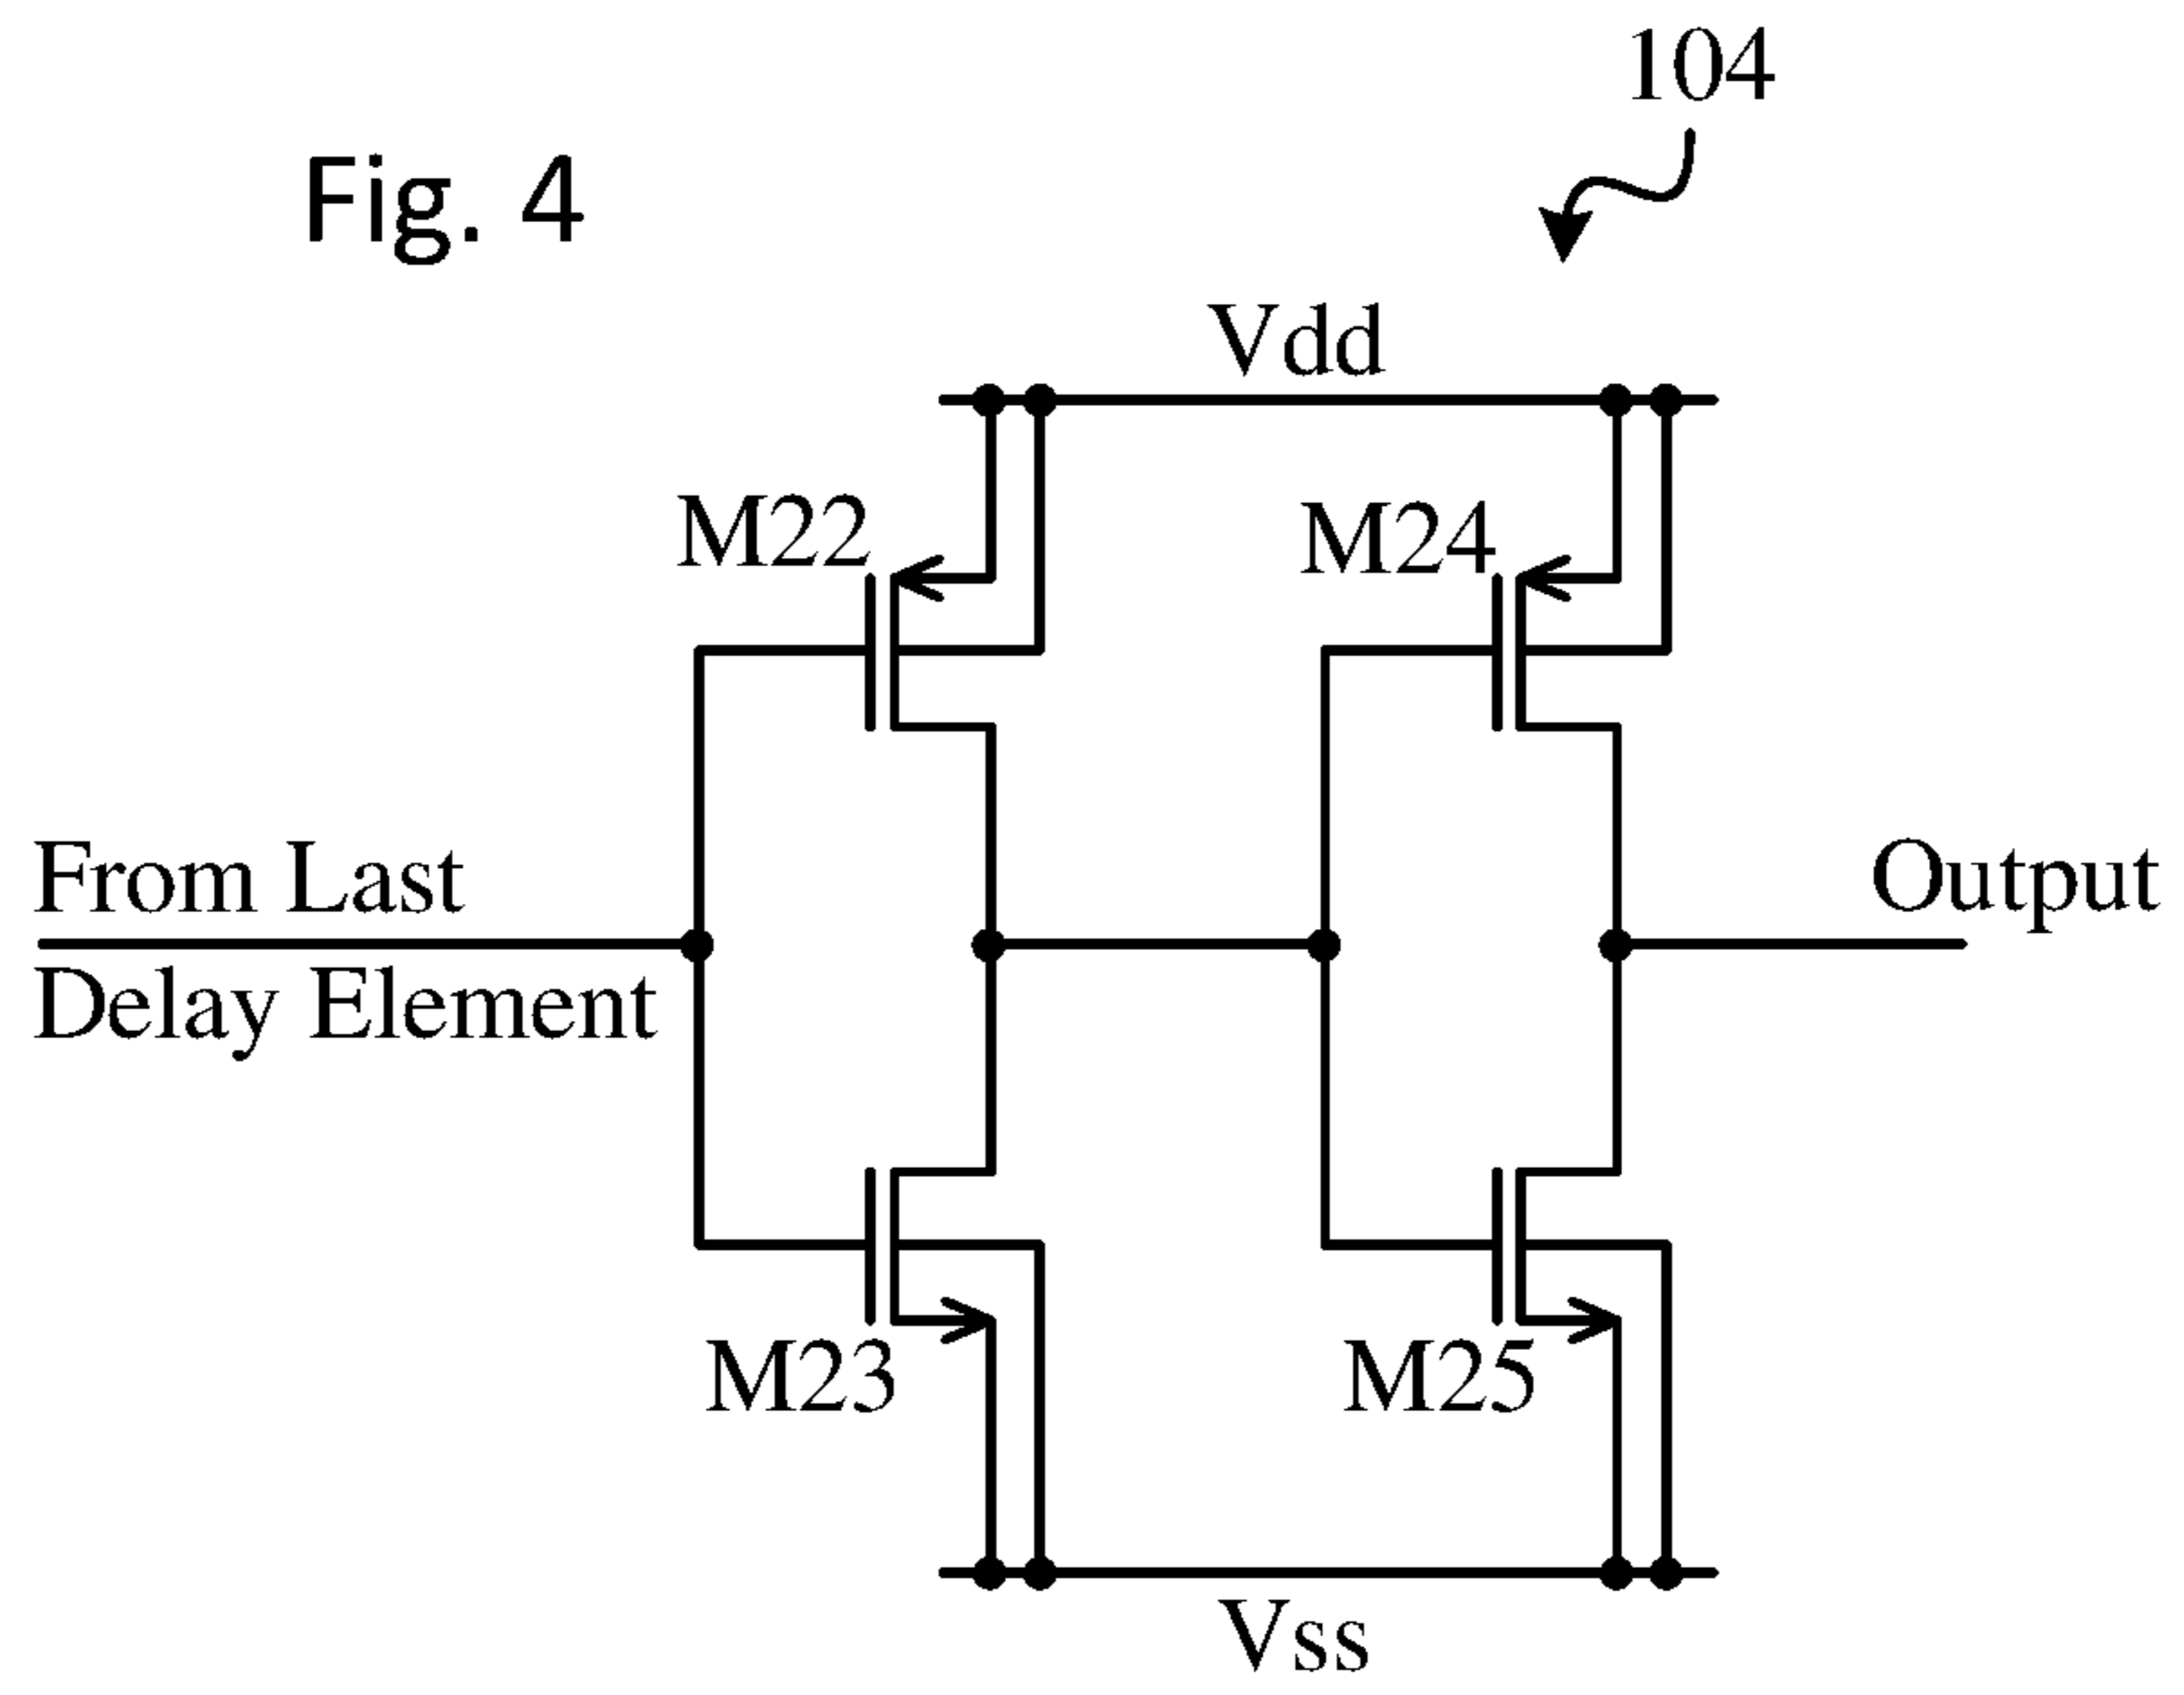 104
Fig. 4
Vdd
M22
M24
From Last
Delay Element
Output
M23
M25
Vss